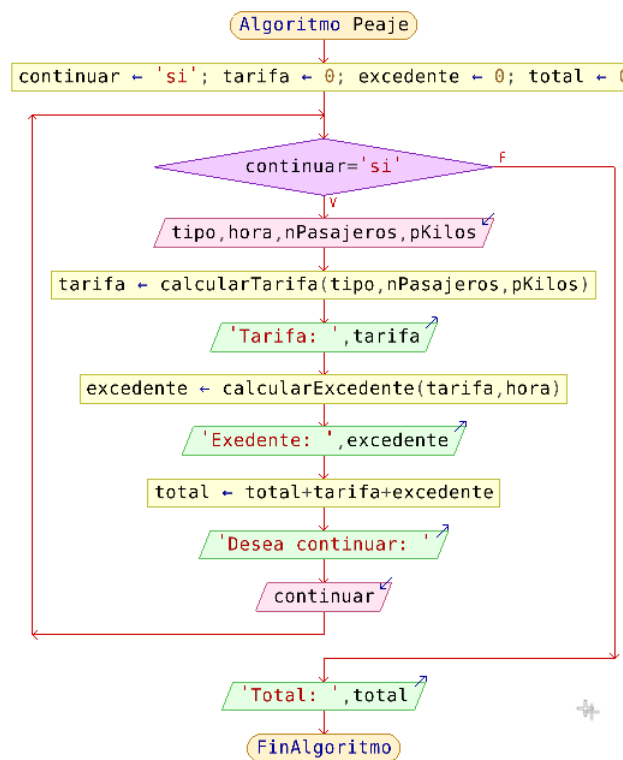 Algoritmo Peaje
continuar ← 'si'; tarifa ← 0; excedente ← 0; total ← 0
continuar='si'
F
V
tipo,hora,nPasajeros,pKilos
tarifa ← calcularTarifa(tipo,nPasajeros,pKilos)
'Tarifa: ',tarifa
excedente ← calcularExcedente(tarifa,hora)
'Exedente: ',excedente
total ← total+tarifa+excedente
'Desea continuar: '
continuar
'Total: ',total
FinAlgoritmo